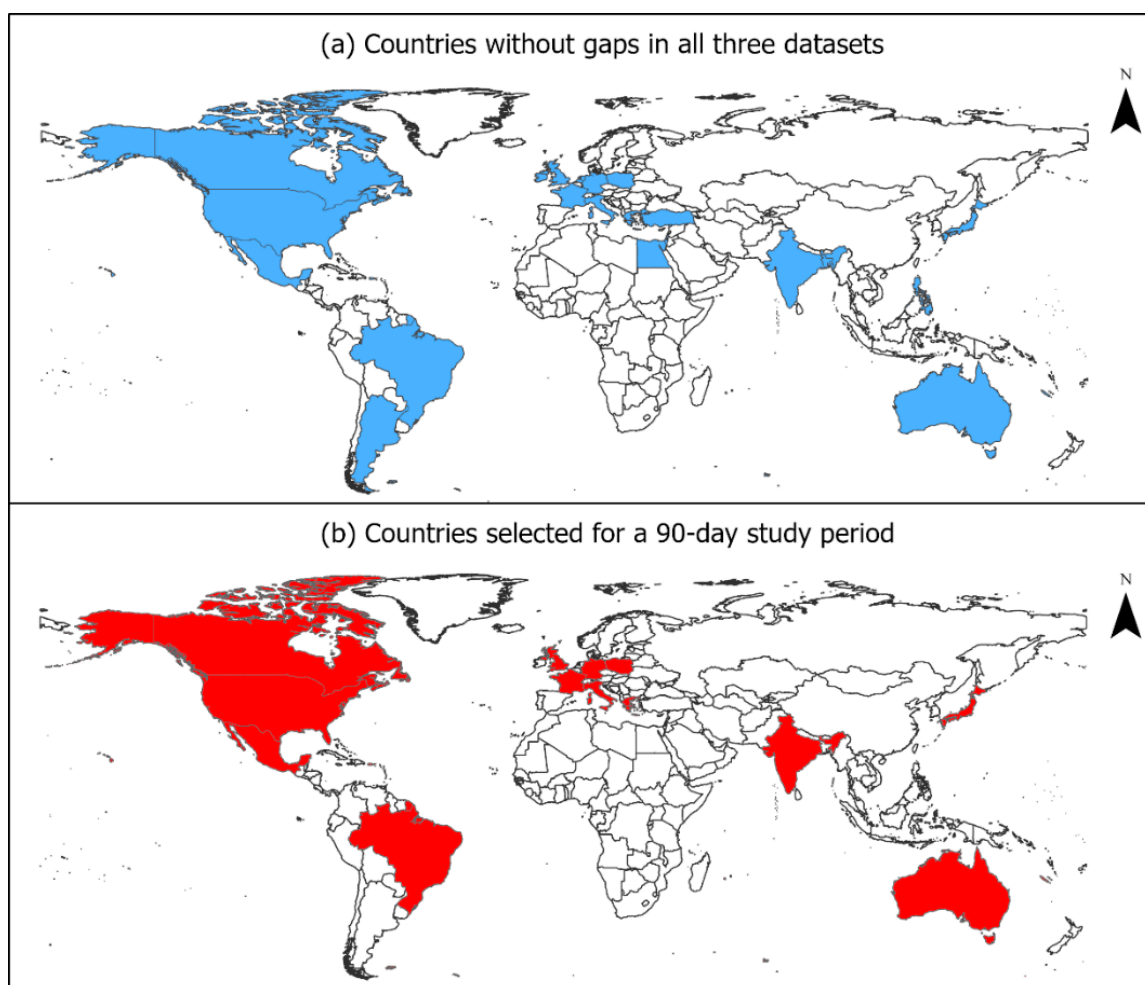 (a) Countries without gaps in all three datasets
N
(b) Countries selected for a 90-day study period
N